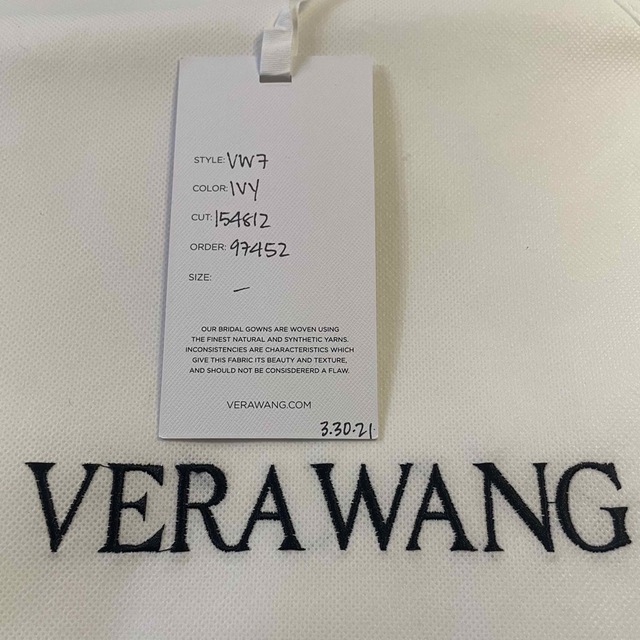 STYLE: VW7
COLOR: IVY
CUT: 154812
ORDER: 97452
SIZE: —
OUR BRIDAL GOWNS ARE WOVEN USING
THE FINEST NATURAL AND SYNTHETIC YARNS.
INCONSISTENCIES ARE CHARACTERISTICS WHICH
GIVE THIS FABRIC ITS BEAUTY AND TEXTURE,
AND SHOULD NOT BE CONSISDERERD A FLAW.
VERAWANG.COM
3.30.21
VERA WANG